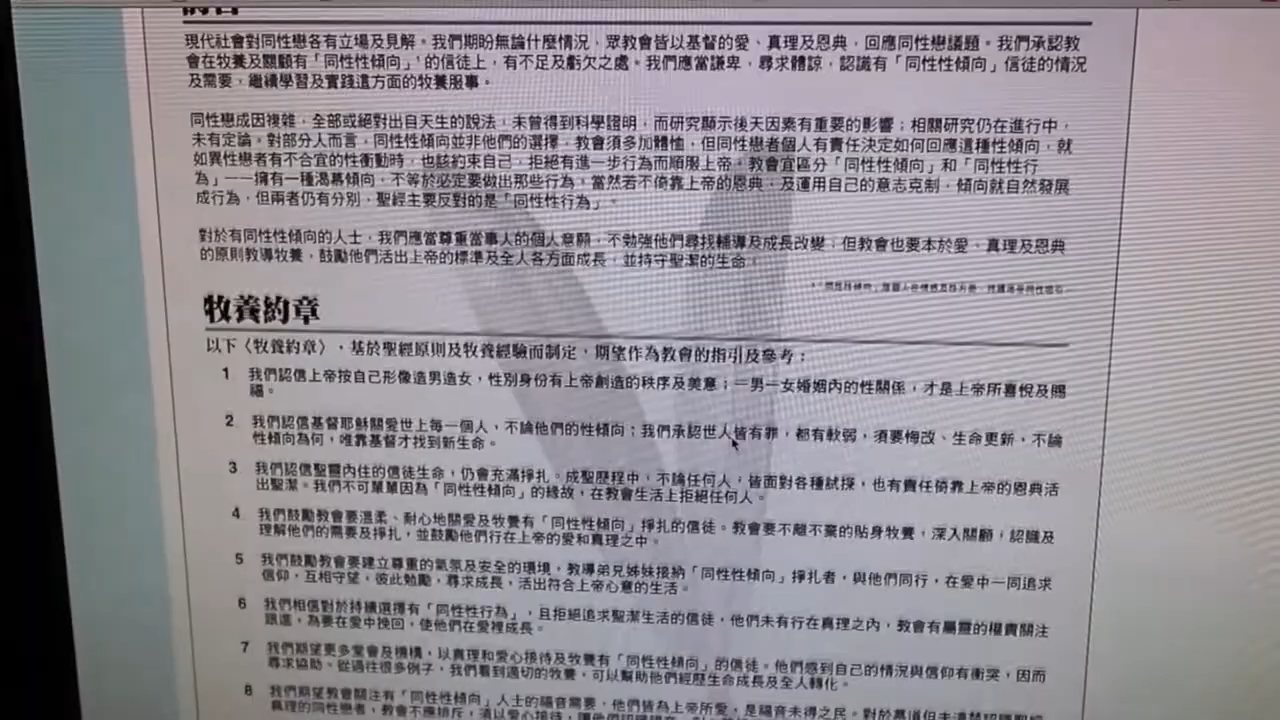 現代社會對同性戀各有立場及見解。我們期盼無論什麼情況，眾教會皆以基督的愛、真理及恩典，回應同性戀議題。我們承認教
會在牧養及關顧有「同性性傾向」¹的信徒上，有不足及虧欠之處。我們應當謙卑，尋求體諒，認識有「同性性傾向」信徒的情況
及需要，繼續學習及實踐這方面的牧養服事。
同性戀成因複雜，全部或絕對出自天生的說法，未曾得到科學證明，而研究顯示後天因素有重要的影響；相關研究仍在進行中，
未有定論。對部分人而言，同性性傾向並非他們的選擇，教會須多加體恤，但同性戀者個人有責任決定如何回應這種性傾向，就
如異性戀者有不合宜的性衝動時，也該約束自己，拒絕有進一步行為而順服上帝。教會宜區分「同性性傾向」和「同性性行
為」——擁有一種渴慕傾向，不等於必定要做出那些行為，當然若不倚靠上帝的恩典，及運用自己的意志克制，傾向就自然發展
成行為，但兩者仍有分別，聖經主要反對的是「同性性行為」。
對於有同性性傾向的人士，我們應當尊重當事人的個人意願，不勉強他們尋找輔導及成長改變；但教會也要本於愛、真理及恩典
的原則教導牧養，鼓勵他們活出上帝的標準及全人各方面成長，並持守聖潔的生命。
牧養約章
以下〈牧養約章〉，基於聖經原則及牧養經驗而制定，期望作為教會的指引及參考：
1 我們認信上帝按自己形像造男造女，性別身份有上帝創造的秩序及美意；一男一女婚姻內的性關係，才是上帝所喜悅及賜
福。
2 我們認信基督耶穌關愛世上每一個人，不論他們的性傾向；我們承認世人皆有罪，都有軟弱，須要悔改、生命更新，不論
性傾向為何，唯靠基督才找到新生命。
3 我們認信聖靈內住的信徒生命，仍會充滿掙扎。成聖歷程中，不論任何人，皆面對各種試探，也有責任倚靠上帝的恩典活
出聖潔。我們不可單單因為「同性性傾向」的緣故，在教會生活上拒絕任何人。
4 我們鼓勵教會要溫柔、耐心地關愛及牧養有「同性性傾向」掙扎的信徒。教會要不離不棄的貼身牧養，深入關顧，認識及
理解他們的需要及掙扎，並鼓勵他們行在上帝的愛和真理之中。
5 我們鼓勵教會要建立尊重的氣氛及安全的環境，教導弟兄姊妹接納「同性性傾向」掙扎者，與他們同行，在愛中一同追求
信仰，互相守望，彼此勉勵，尋求成長，活出符合上帝心意的生活。
6 我們相信對於持續選擇有「同性性行為」，且拒絕追求聖潔生活的信徒，他們未有行在真理之內，教會有屬靈的權責關注
跟進，為要在愛中挽回，使他們在愛裡成長。
7 我們期望更多堂會及機構，以真理和愛心接待及牧養有「同性性傾向」的信徒。他們感到自己的情況與信仰有衝突，因而
尋求協助。從過往很多例子，我們看到適切的牧養，可以幫助他們經歷生命成長及全人轉化。
8 我們期望教會關注有「同性性傾向」人士的福音需要，他們皆為上帝所愛，是福音未得之民。對於慕道但未
真理的同性戀者，教會不應排斥，須以愛心接待，讓他們